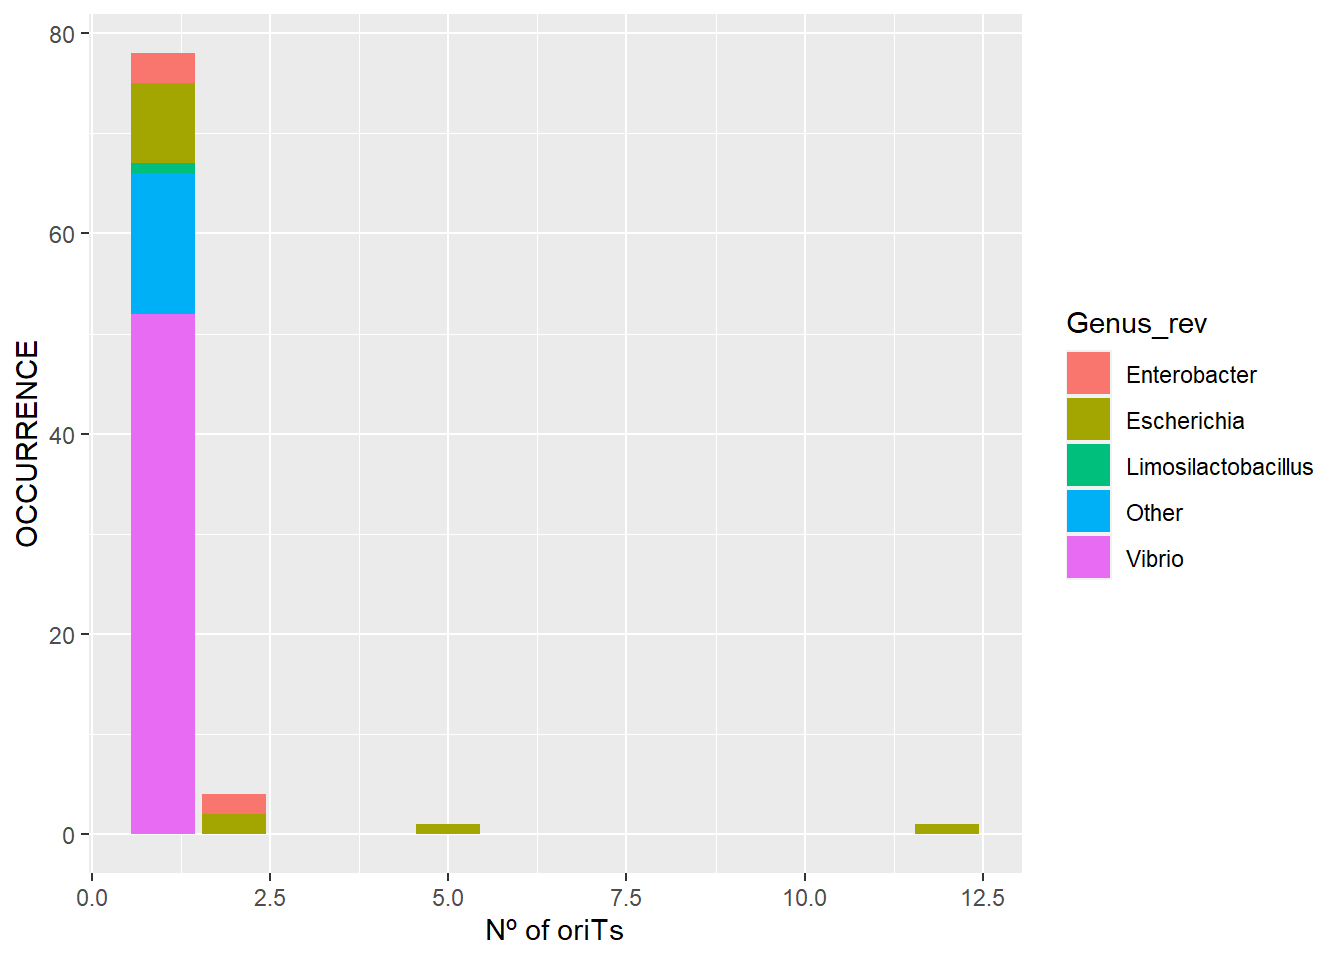 80
60
40
20
0
OCCURRENCE
0.0 2.5 5.0 7.5 10.0 12.5
Nº of oriTs
Genus_rev
Enterobacter
Escherichia
Limosilactobacillus
Other
Vibrio